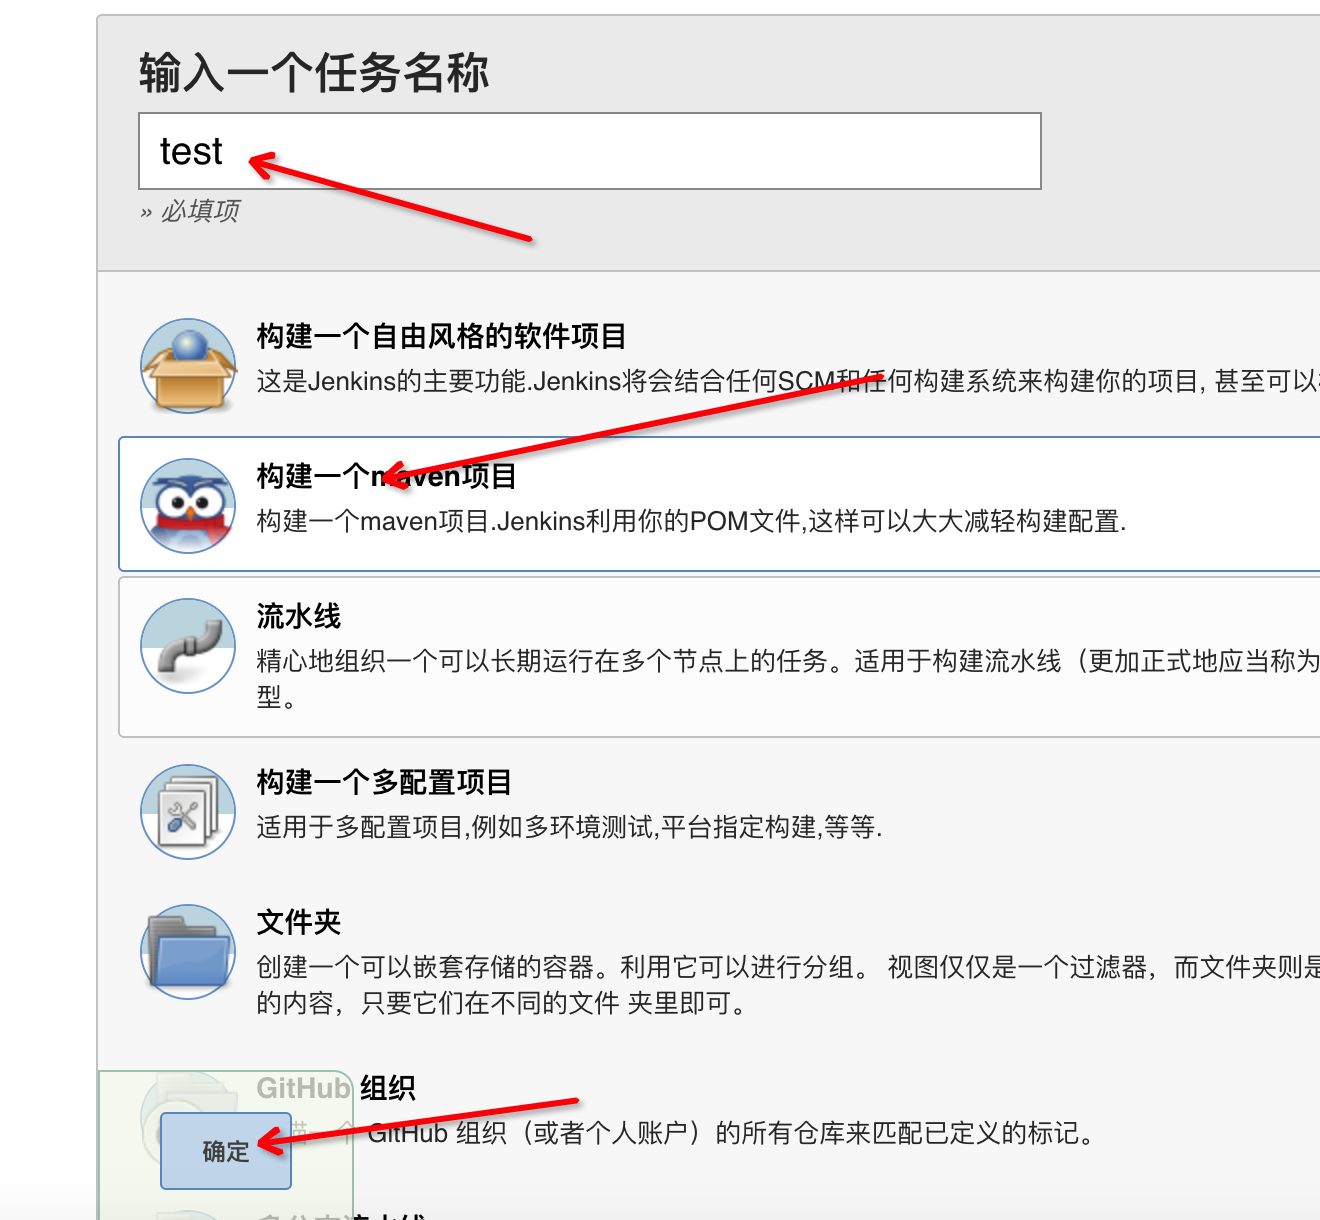 输入一个任务名称
test
» 必填项
构建一个自由风格的软件项目
这是Jenkins的主要功能.Jenkins将会结合任何SCM和任何构建系统来构建你的项目, 甚至可以
构建一个maven项目
构建一个maven项目.Jenkins利用你的POM文件,这样可以大大减轻构建配置.
流水线
精心地组织一个可以长期运行在多个节点上的任务。适用于构建流水线（更加正式地应当称为
型。
构建一个多配置项目
适用于多配置项目,例如多环境测试,平台指定构建,等等.
文件夹
创建一个可以嵌套存储的容器。利用它可以进行分组。 视图仅仅是一个过滤器，而文件夹则是
的内容，只要它们在不同的文件 夹里即可。
GitHub 组织
描一个 GitHub 组织（或者个人账户）的所有仓库来匹配已定义的标记。
确定